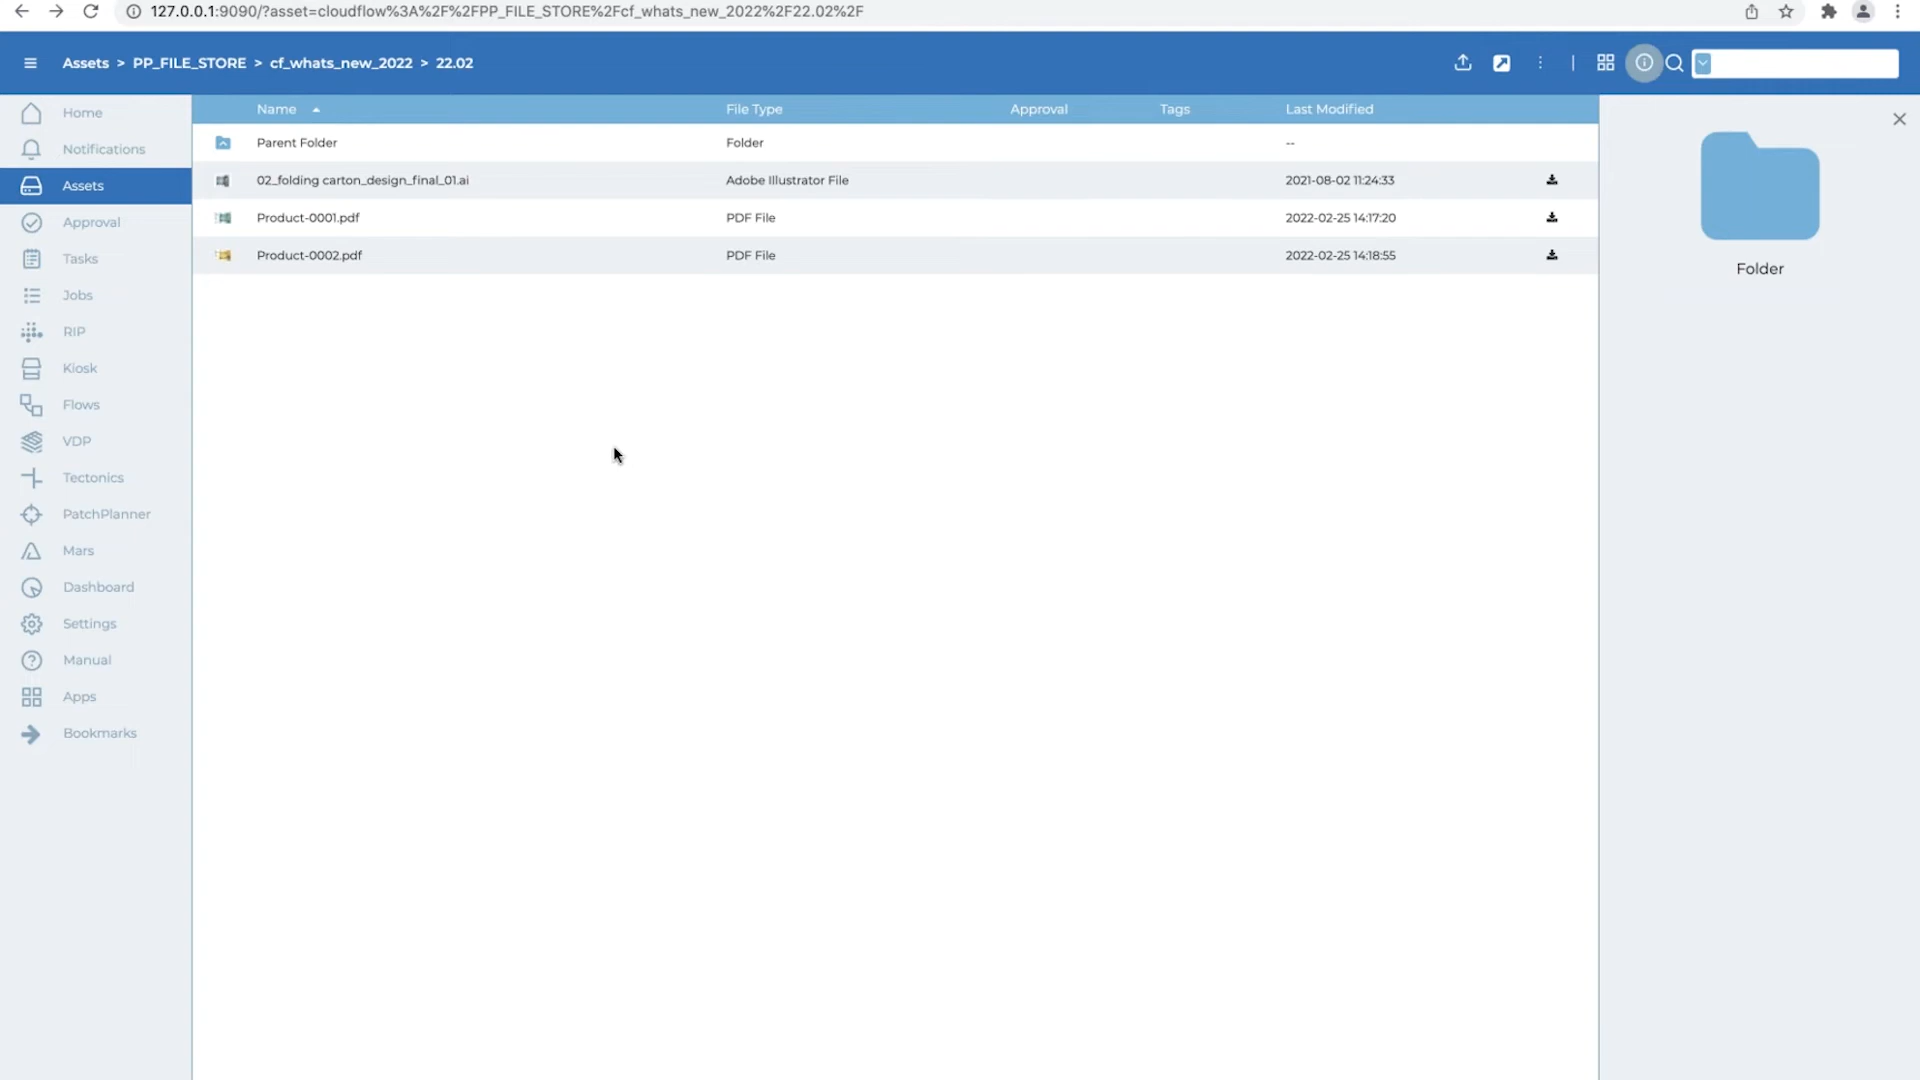 127.0.0.1:9090/?asset=cloudflow%3A%2F%2FPP_FILE_STORE%2Fcf_whats_new_2022%2F22.02%2F
Assets > PP_FILE_STORE > cf_whats_new_2022 > 22.02
Home
Notifications
Assets
Approval
Tasks
Jobs
RIP
Kiosk
Flows
VDP
Tectonics
PatchPlanner
Mars
Dashboard
Settings
Manual
Apps
Bookmarks
Name File Type Approval Tags Last Modified
Parent Folder Folder --
02_folding carton_design_final_01.ai Adobe Illustrator File 2021-08-02 11:24:33
Product-0001.pdf PDF File 2022-02-25 14:17:20
Product-0002.pdf PDF File 2022-02-25 14:18:55
Folder